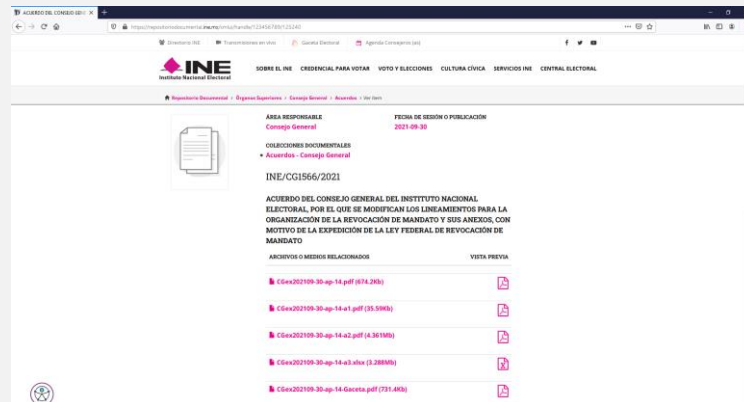 ACUERDO DEL CONSEJO GEN
https://repositoriodocumental.ine.mx/xmlui/handle/123456789/125240
Directorio INE Transmisiones en vivo Gaceta Electoral Agenda Consejeros (as)
INE
Instituto Nacional Electoral
SOBRE EL INE CREDENCIAL PARA VOTAR VOTO Y ELECCIONES CULTURA CÍVICA SERVICIOS INE CENTRAL ELECTORAL
Repositorio Documental > Órganos Superiores > Consejo General > Acuerdos > Ver ítem
ÁREA RESPONSABLE FECHA DE SESIÓN O PUBLICACIÓN
Consejo General 2021-09-30
COLECCIONES DOCUMENTALES
Acuerdos - Consejo General
INE/CG1566/2021
ACUERDO DEL CONSEJO GENERAL DEL INSTITUTO NACIONAL
ELECTORAL, POR EL QUE SE MODIFICAN LOS LINEAMIENTOS PARA LA
ORGANIZACIÓN DE LA REVOCACIÓN DE MANDATO Y SUS ANEXOS, CON
MOTIVO DE LA EXPEDICIÓN DE LA LEY FEDERAL DE REVOCACIÓN DE
MANDATO
ARCHIVOS O MEDIOS RELACIONADOS VISTA PREVIA
CGex202109-30-ap-14.pdf (674.2Kb)
CGex202109-30-ap-14-a1.pdf (35.59Kb)
CGex202109-30-ap-14-a2.pdf (4.361Mb)
CGex202109-30-ap-14-a3.xlsx (3.288Mb)
CGex202109-30-ap-14-Gaceta.pdf (731.4Kb)